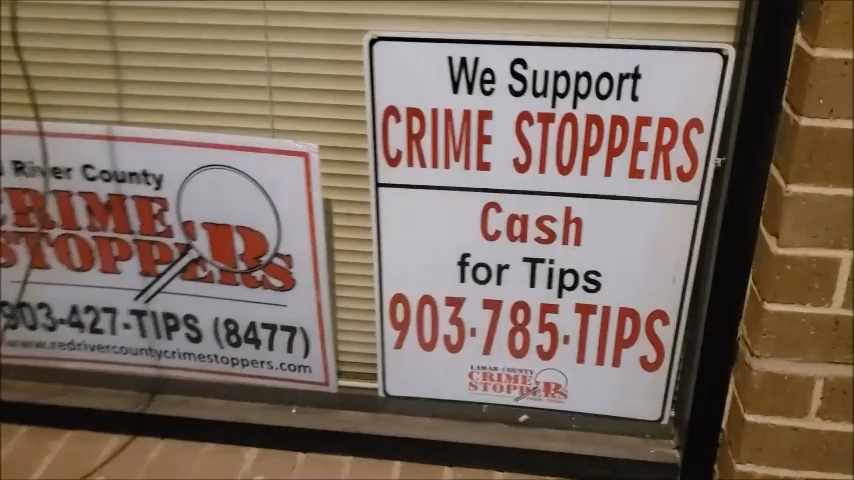 River County
CRIME
STOPPERS
903-427-TIPS (8477)
www.redrivercountycrimestoppers.com
We Support
CRIME STOPPERS
Cash
for Tips
903-785-TIPS
LAMAR COUNTY
CRIME
STOPPERS